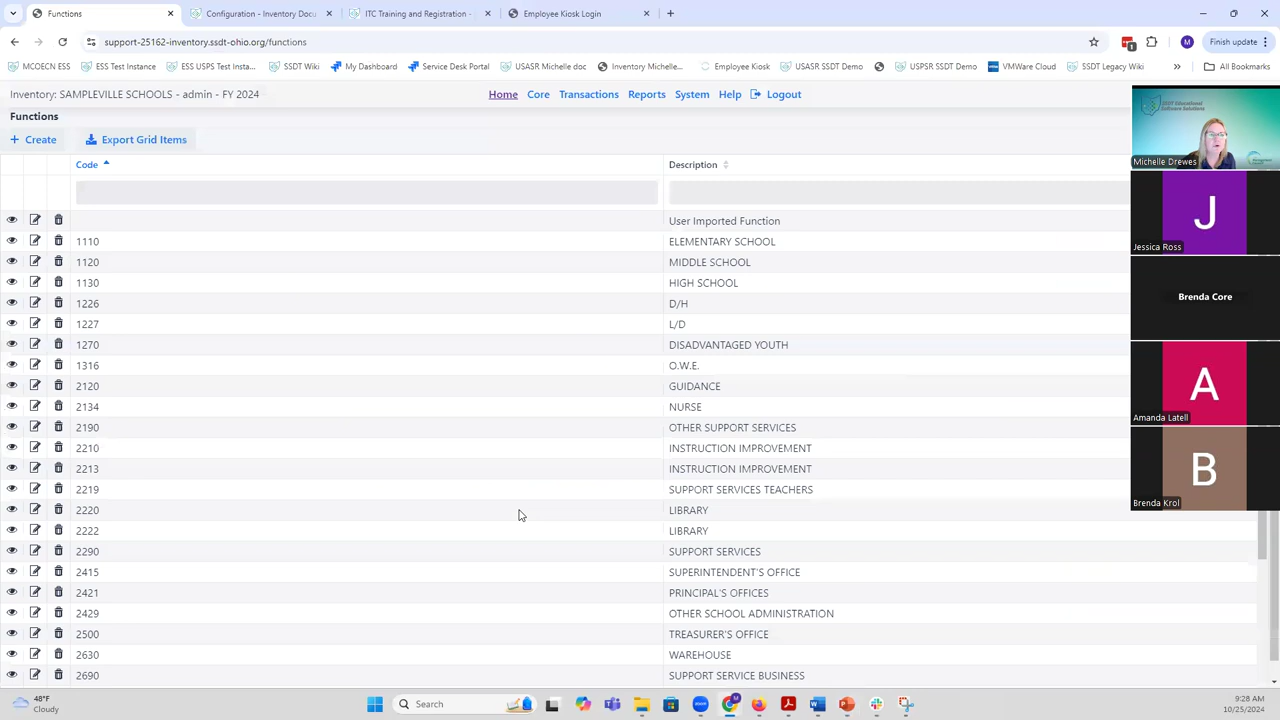 Functions
Configuration - Inventory Docu
ITC Training and Registration -
Employee Kiosk Login
support-25162-inventory.ssdt-ohio.org/functions
M
Finish update
MCOECN ESS
ESS Test Instance
ESS USPS Test Insta...
SSDT Wiki
My Dashboard
Service Desk Portal
USASR Michelle doc
Inventory Michelle...
Employee Kiosk
USASR SSDT Demo
USPSR SSDT Demo
VMWare Cloud
SSDT Legacy Wiki
All Bookmarks
Inventory: SAMPLEVILLE SCHOOLS - admin - FY 2024
Home Core Transactions Reports System Help Logout
Functions
+ Create
Export Grid Items
Code Description
User Imported Function
1110 ELEMENTARY SCHOOL
1120 MIDDLE SCHOOL
1130 HIGH SCHOOL
1226 D/H
1227 L/D
1270 DISADVANTAGED YOUTH
1316 O.W.E.
2120 GUIDANCE
2134 NURSE
2190 OTHER SUPPORT SERVICES
2210 INSTRUCTION IMPROVEMENT
2213 INSTRUCTION IMPROVEMENT
2219 SUPPORT SERVICES TEACHERS
2220 LIBRARY
2222 LIBRARY
2290 SUPPORT SERVICES
2415 SUPERINTENDENT'S OFFICE
2421 PRINCIPAL'S OFFICES
2429 OTHER SCHOOL ADMINISTRATION
2500 TREASURER'S OFFICE
2630 WAREHOUSE
2690 SUPPORT SERVICE BUSINESS
Michelle Drewes
J
Jessica Ross
Brenda Core
A
Amanda Latell
B
Brenda Krol
48°F
Cloudy
Search
9:28 AM
10/25/2024